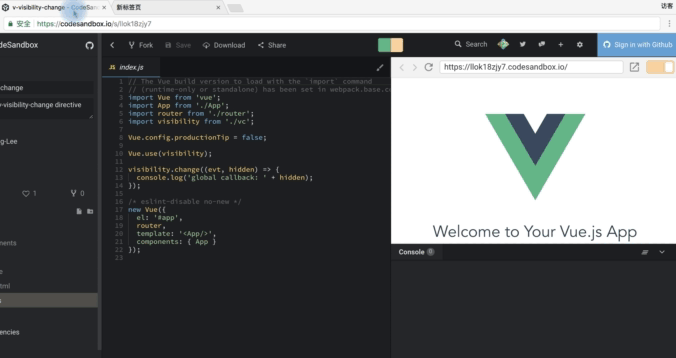 v-visibility-change - CodeSand
新标签页
访客
安全
https://codesandbox.io/s/llok18zjy7
deSandbox
Fork
Save
Download
Share
Search
Sign in with Github
change
-visibility-change directive
g-Lee
1
0
nents
e
html
s
encies
JS index.js
1 // The Vue build version to load with the `import` command
2 // (runtime-only or standalone) has been set in webpack.base.c
3 import Vue from 'vue';
4 import App from './App';
5 import router from './router';
6 import visibility from './vc';
7
8 Vue.config.productionTip = false;
9
10 Vue.use(visibility);
11
12 visibility.change((evt, hidden) => {
13 console.log('global callback: ' + hidden);
14 });
15
16 /* eslint-disable no-new */
17 new Vue({
18 el: '#app',
19 router,
20 template: '<App/>',
21 components: { App }
22 });
23
https://llok18zjy7.codesandbox.io/
Welcome to Your Vue.js App
Console 0